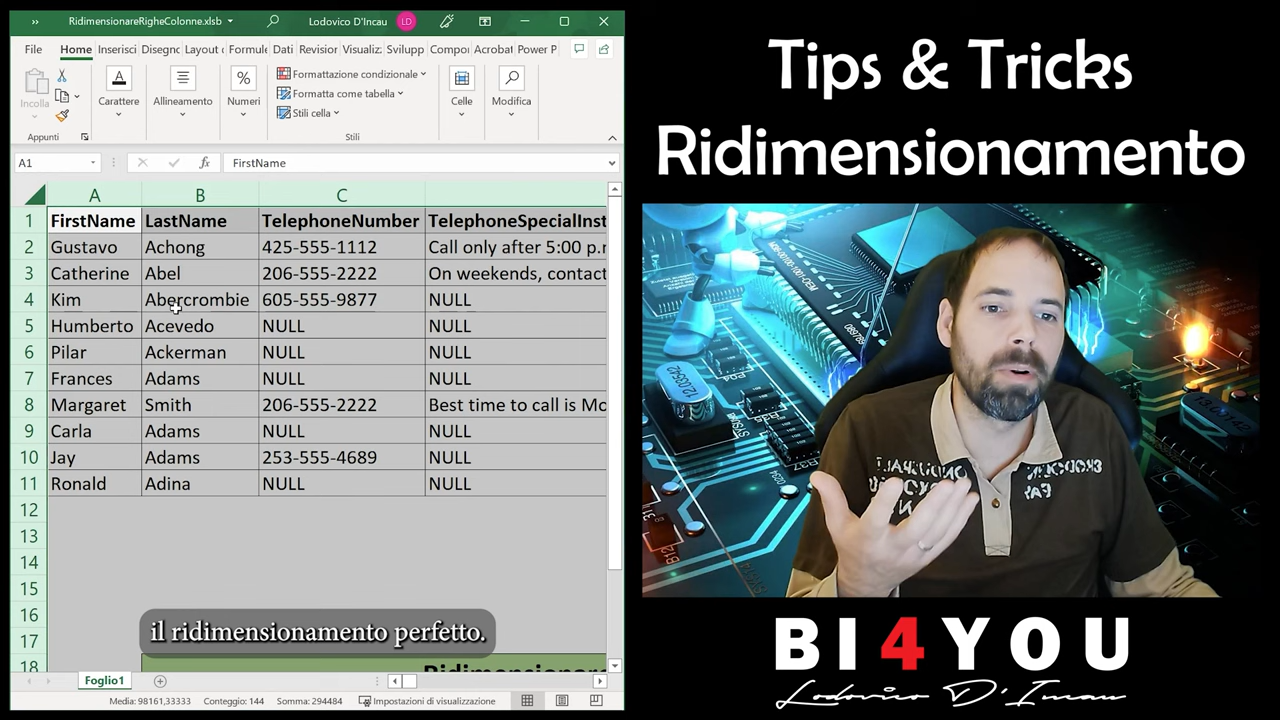 RidimensionareRigheColonne.xlsb
Lodovico D'Incau
LD
File Home Inserisci Disegno Layout Formule Dati Revision Visualiz Sviluppo Compo Acrobat Power P
Incolla
Appunti
Carattere
Allineamento
Numeri
Formattazione condizionale
Formatta come tabella
Stili cella
Stili
Celle
Modifica
A1
fx
FirstName
A B C
1 FirstName LastName TelephoneNumber TelephoneSpecialInst
2 Gustavo Achong 425-555-1112 Call only after 5:00 p.
3 Catherine Abel 206-555-2222 On weekends, contact
4 Kim Abercrombie 605-555-9877 NULL
5 Humberto Acevedo NULL NULL
6 Pilar Ackerman NULL NULL
7 Frances Adams NULL NULL
8 Margaret Smith 206-555-2222 Best time to call is Mo
9 Carla Adams NULL NULL
10 Jay Adams 253-555-4689 NULL
11 Ronald Adina NULL NULL
12
13
14
15
16
17
18 Ridimensionare
il ridimensionamento perfetto.
Foglio1
Media: 98161,33333 Conteggio: 144 Somma: 294484 Impostazioni di visualizzazione
Tips & Tricks
Ridimensionamento
BI4YOU
Lodovico D'Incau